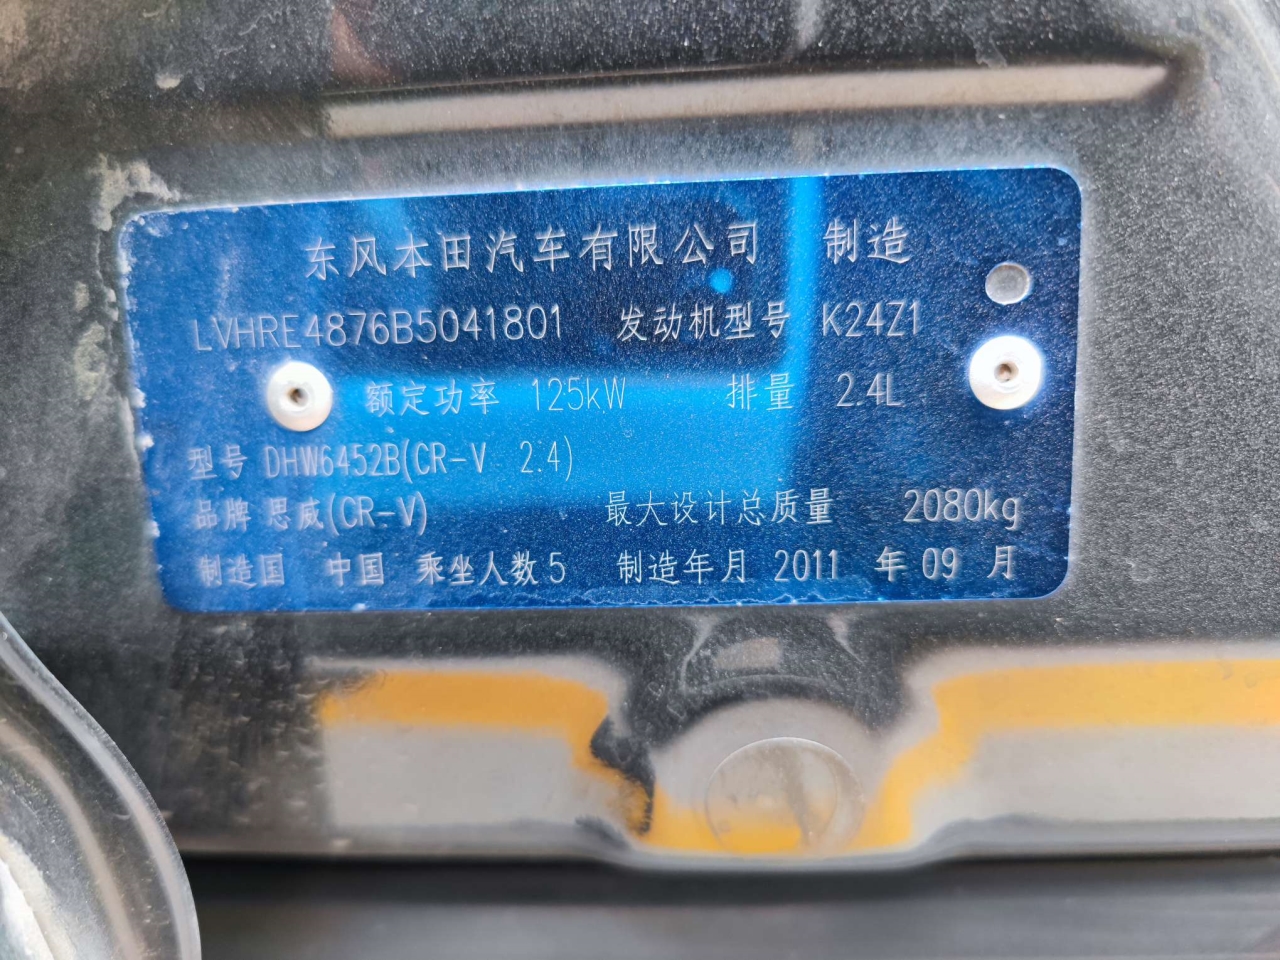 东风本田汽车有限公司 制造
LVHRE4876B5041801 发动机型号 K24Z1
额定功率 125kW 排量 2.4L
型号 DHW6452B(CR-V 2.4)
品牌 思威(CR-V) 最大设计总质量 2080kg
制造国 中国 乘坐人数5 制造年月 2011 年 09 月